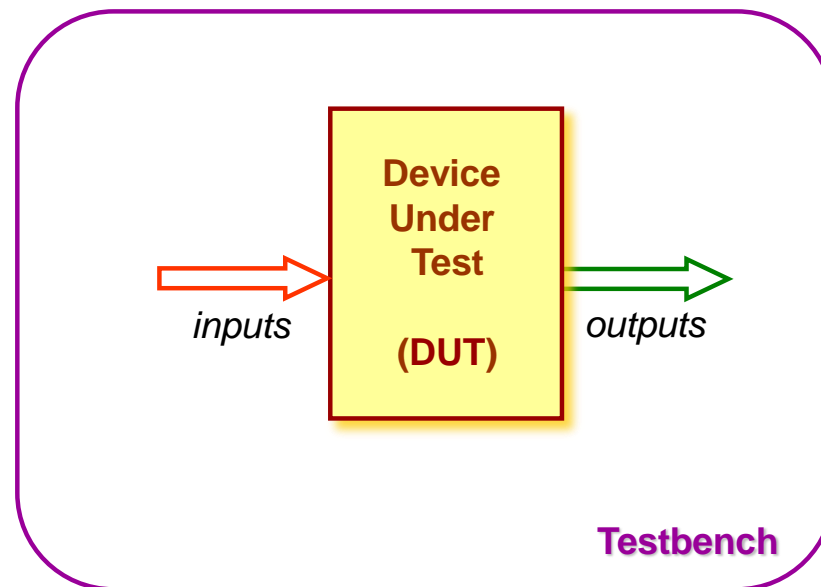 Device
Under
Test
(DUT)
inputs
outputs
Testbench